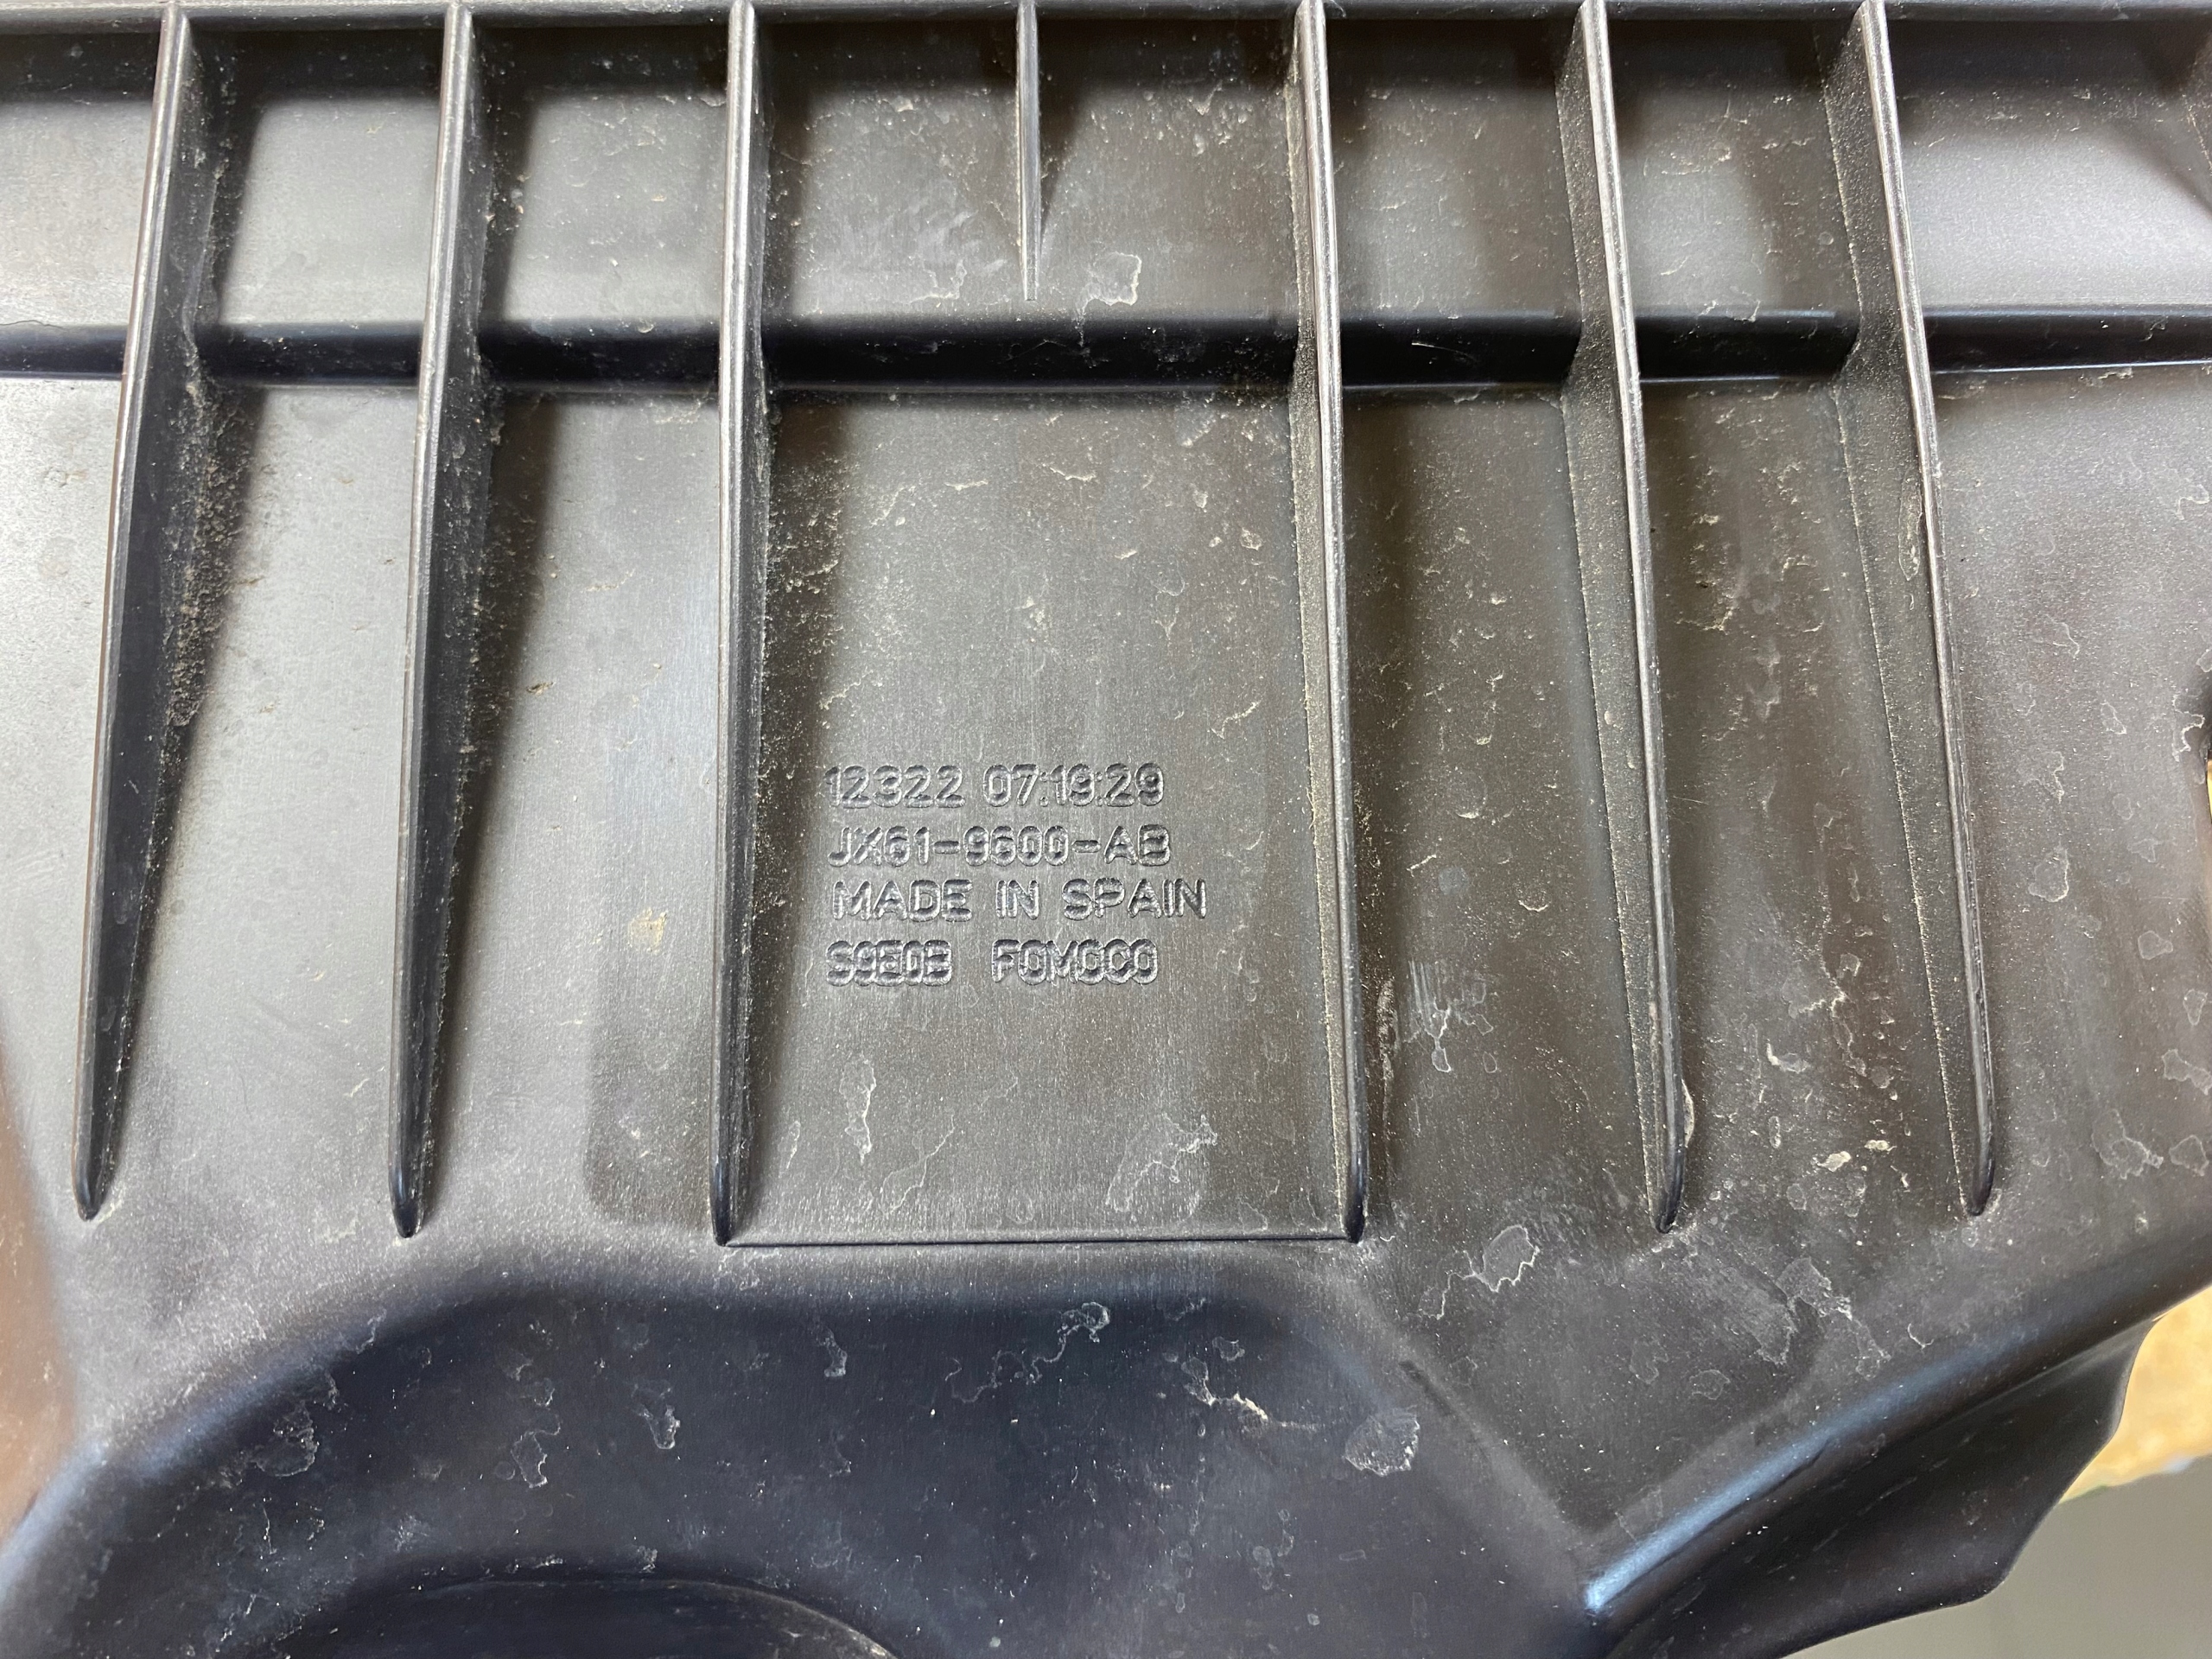 12322 07:19:29
JX61-9600-AB
MADE IN SPAIN
S9E0B FOMOCO